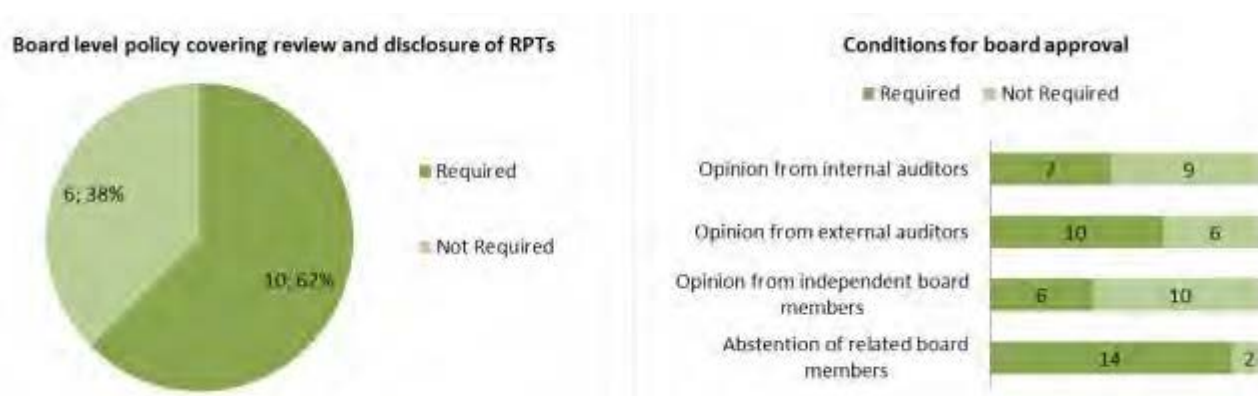 Board level policy covering review and disclosure of RPTs
6; 38%
10; 62%
Required
Not Required
Conditions for board approval
Required Not Required
Opinion from internal auditors 7 9
Opinion from external auditors 10 6
Opinion from independent board
members 6 10
Abstention of related board
members 14 2